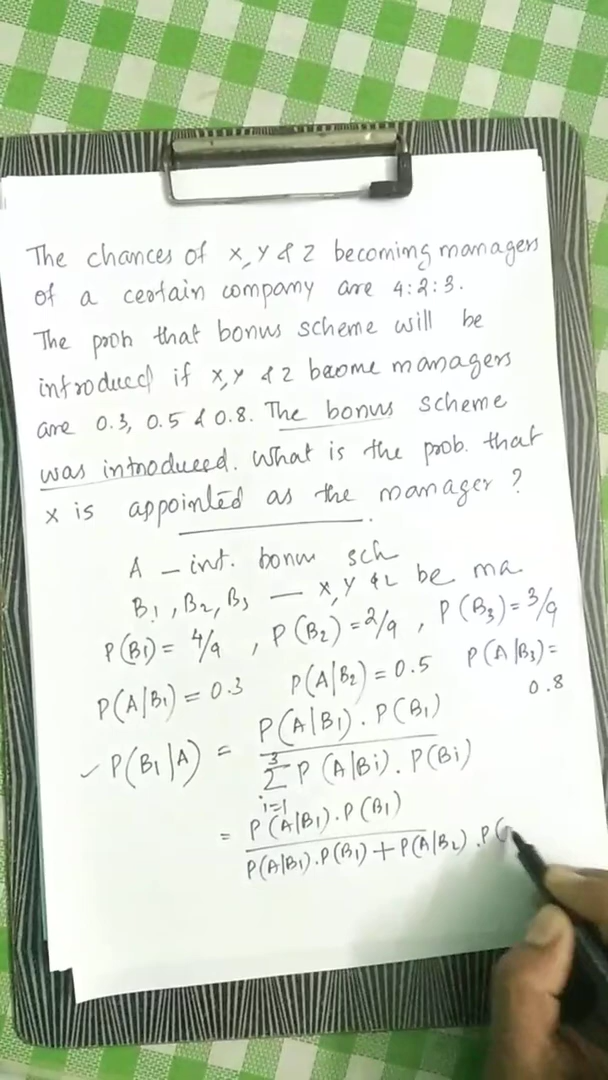 The chances of x, y & z becoming managers
of a certain company are 4:2:3.
The prob that bonus scheme will be
introduced if x, y & z become managers
are 0.3, 0.5 & 0.8. The bonus scheme
was introduced. What is the prob. that
x is appointed as the manager ?
A – int. bonus sch
B₁, B₂, B₃ — x, y & z be ma
P(B₁) = 4/9 , P(B₂) = 2/9 , P(B₃) = 3/9
P(A|B₁) = 0.3 P(A|B₂) = 0.5 P(A|B₃) =
0.8
✓ P(B₁|A) = P(A|B₁) . P(B₁)
3
Σ P(A|Bi) . P(Bi)
i=1
= P(A|B₁) . P(B₁)
P(A|B₁) . P(B₁) + P(A|B₂) . P(